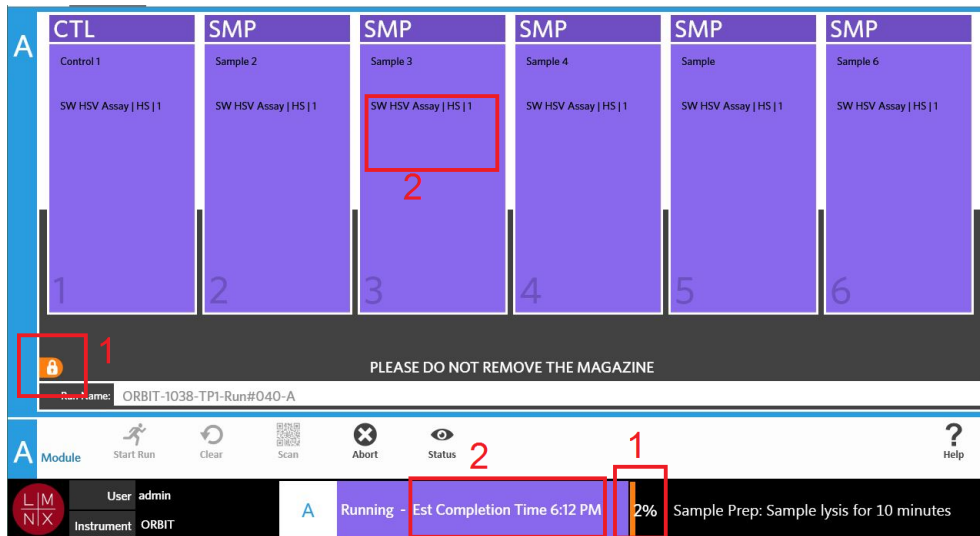 A
CTL
Control 1
SW HSV Assay | HS | 1
1
SMP
Sample 2
SW HSV Assay | HS | 1
2
SMP
Sample 3
SW HSV Assay | HS | 1
2
3
SMP
Sample 4
SW HSV Assay | HS | 1
4
SMP
Sample
SW HSV Assay | HS | 1
5
SMP
Sample 6
SW HSV Assay | HS | 1
6
1
PLEASE DO NOT REMOVE THE MAGAZINE
Run Name: ORBIT-1038-TP1-Run#040-A
A Module
Start Run
Clear
Scan
Abort
Status
2
1
?
Help
L M
N X
User admin
Instrument ORBIT
A
Running - Est Completion Time 6:12 PM
2%
Sample Prep: Sample lysis for 10 minutes